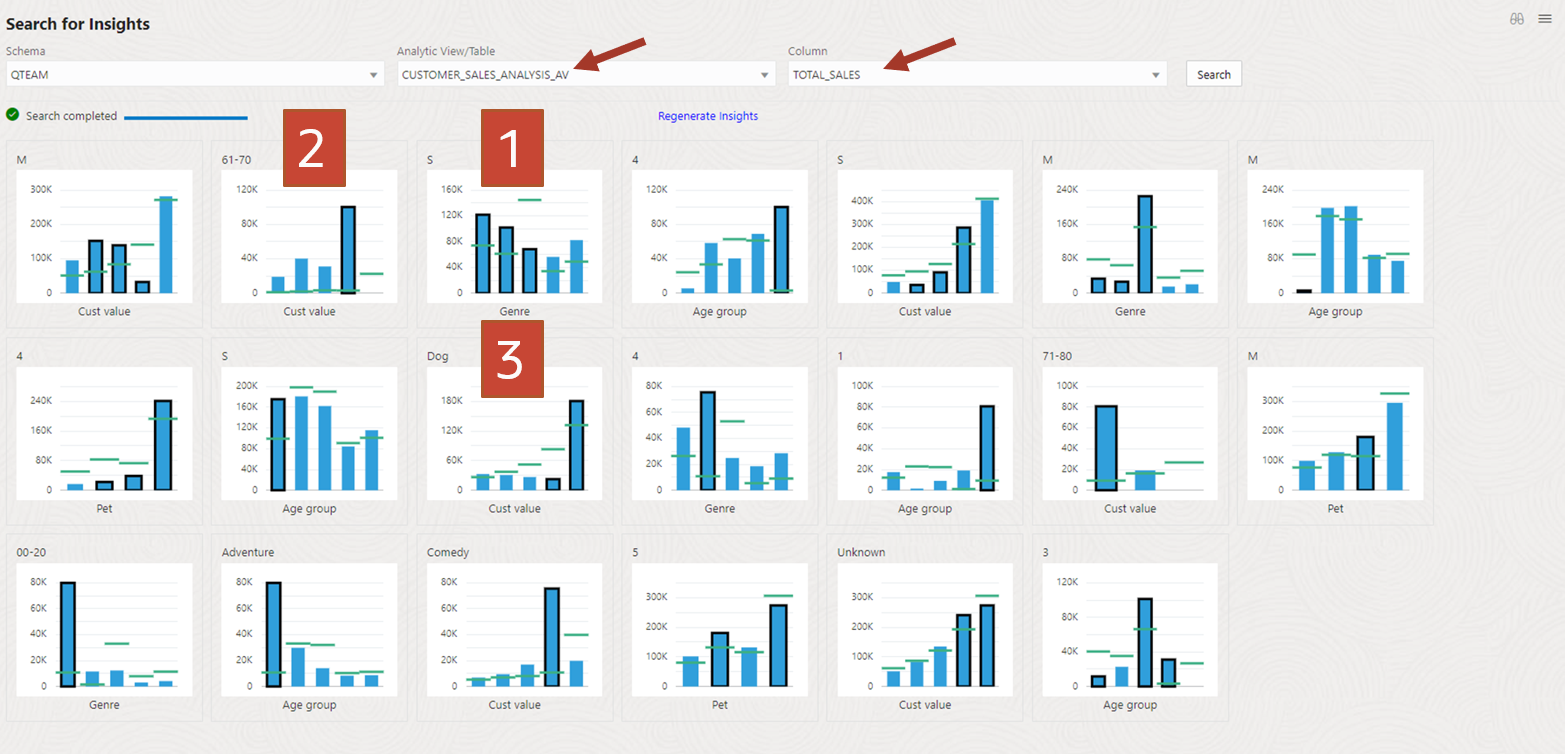 Search for Insights
Schema
Analytic View/Table
Column
QTEAM
CUSTOMER_SALES_ANALYSIS_AV
TOTAL_SALES
Search
Search completed
Regenerate Insights
2
1
M
300K
200K
100K
0
Cust value
61-70
120K
80K
40K
0
Cust value
S
160K
120K
80K
40K
0
Genre
4
120K
80K
40K
0
Age group
S
400K
300K
200K
100K
0
Cust value
M
240K
160K
80K
0
Genre
M
240K
160K
80K
0
Age group
3
4
240K
160K
80K
0
Pet
S
200K
160K
120K
80K
40K
0
Age group
Dog
180K
120K
60K
0
Cust value
4
80K
60K
40K
20K
0
Genre
1
100K
80K
60K
40K
20K
0
Age group
71-80
100K
80K
60K
40K
20K
0
Cust value
M
300K
200K
100K
0
Pet
00-20
80K
60K
40K
20K
0
Genre
Adventure
80K
60K
40K
20K
0
Age group
Comedy
80K
60K
40K
20K
0
Cust value
5
300K
200K
100K
0
Pet
Unknown
300K
200K
100K
0
Cust value
3
120K
80K
40K
0
Age group